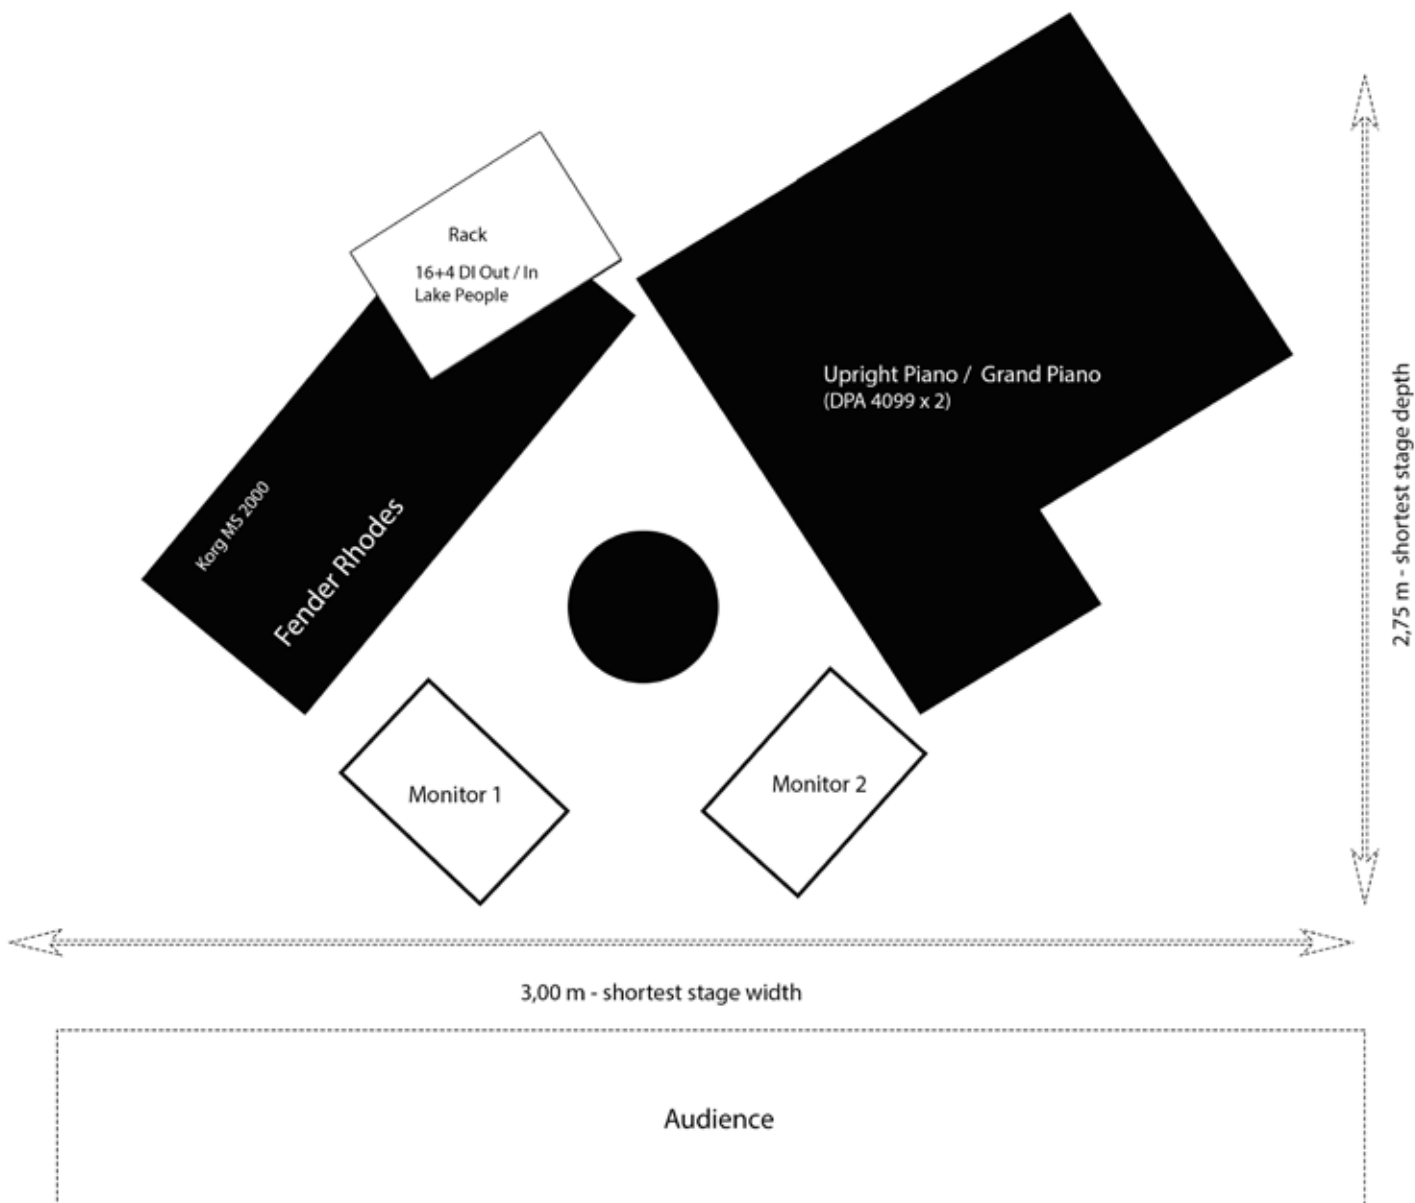 Rack
16+4 DI Out / In
Lake People
Upright Piano /  Grand Piano
(DPA 4099 x 2)
2,75 m - shortest stage depth
Korg MS 2000
Fender Rhodes
Monitor 1
Monitor 2
3,00 m - shortest stage width
Audience